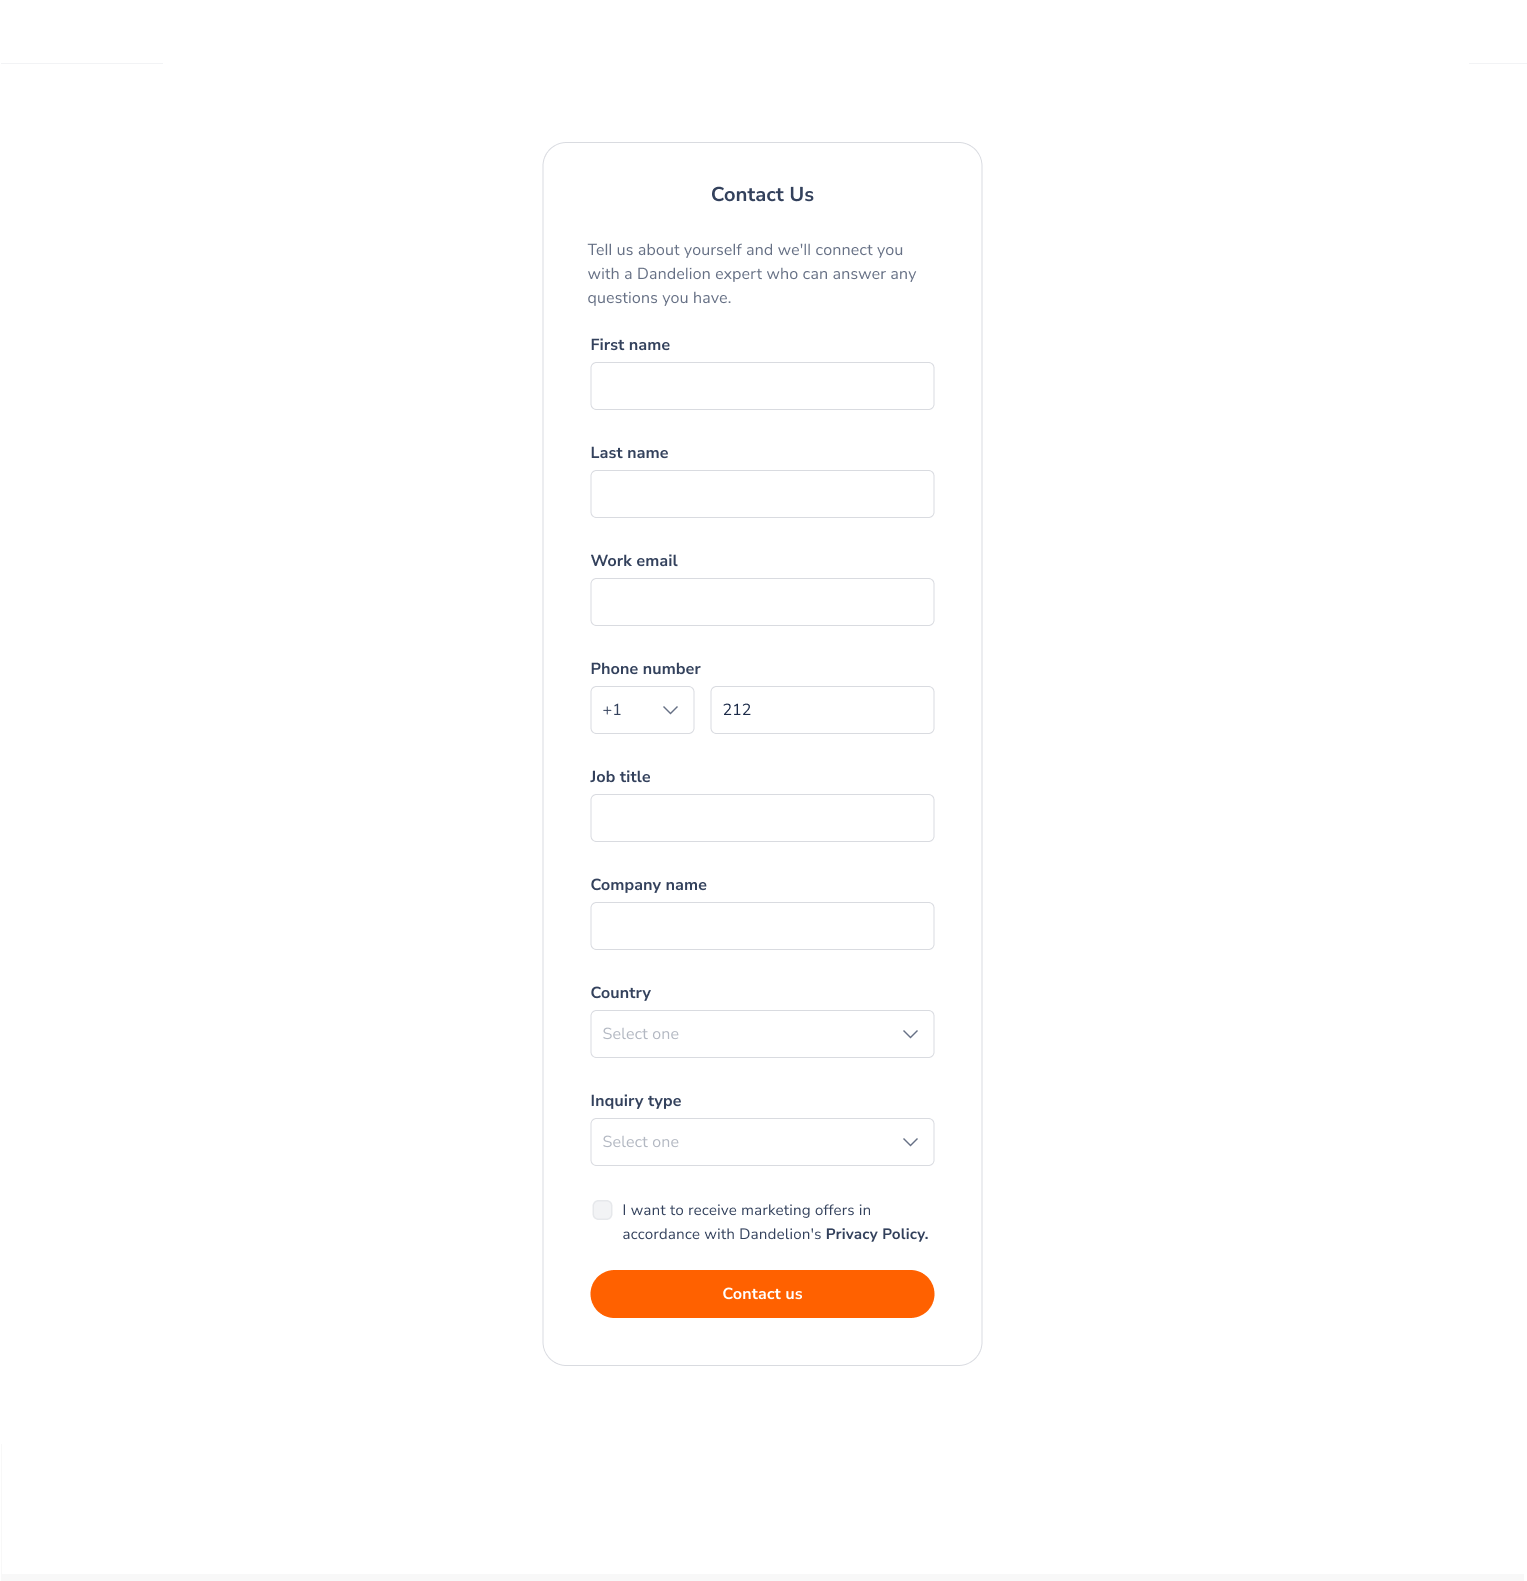 Contact Us
Tell us about yourself and we'll connect you
with a Dandelion expert who can answer any
questions you have.
First name
Last name
Work email
Phone number
+1 212
Job title
Company name
Country
Select one
Inquiry type
Select one
I want to receive marketing offers in
accordance with Dandelion's Privacy Policy.
Contact us